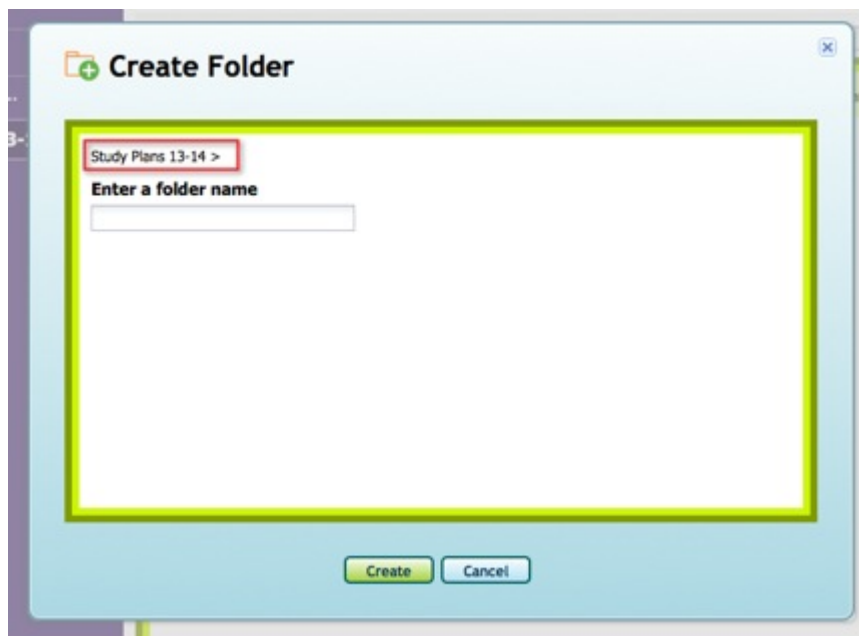 Create Folder
Study Plans 13-14 >
Enter a folder name
Create
Cancel